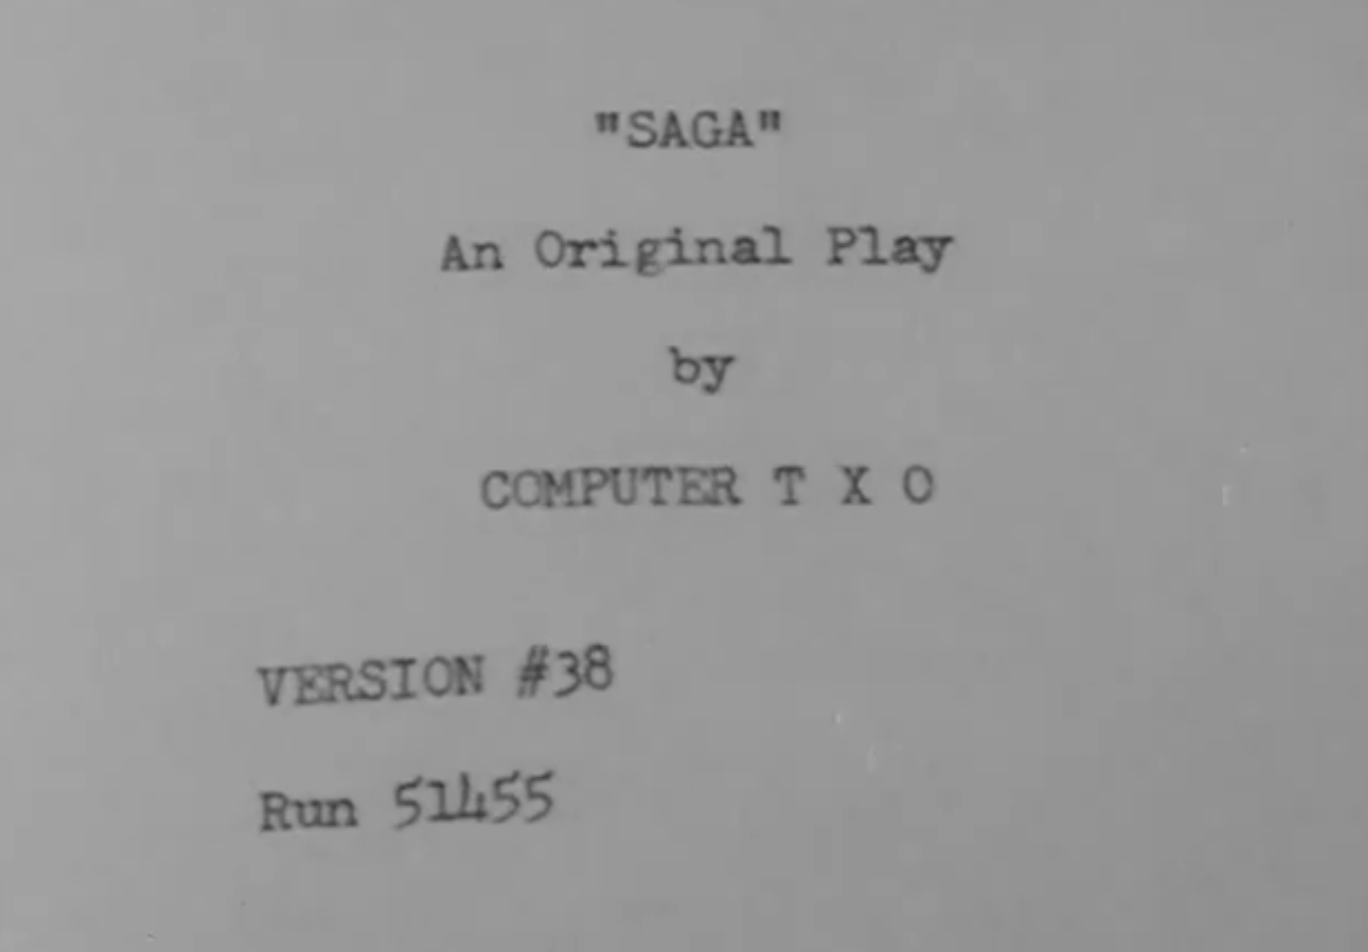 "SAGA"
An Original Play
by
COMPUTER T X O
VERSION #38
Run 51455